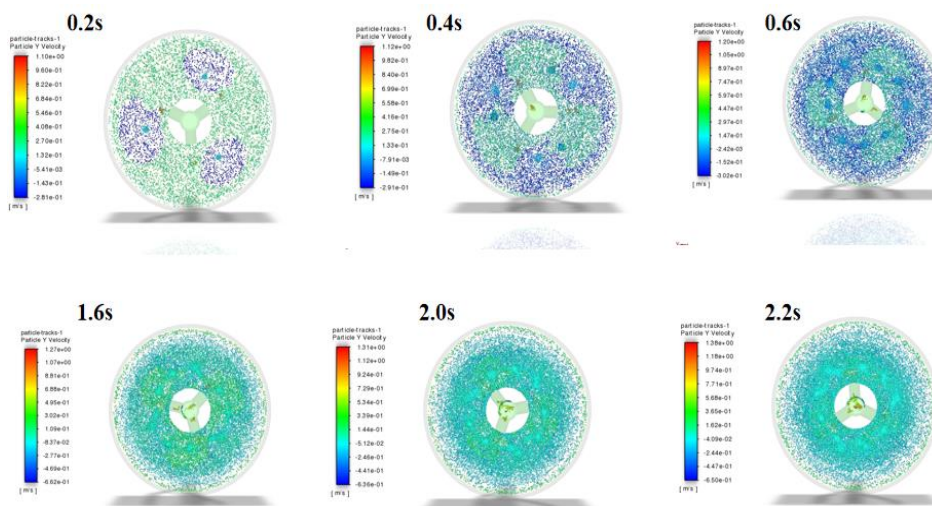 0.2s
particle-tracks-1
Particle Y Velocity
1.10e+00
9.60e-01
8.22e-01
6.84e-01
5.46e-01
4.08e-01
2.70e-01
1.32e-01
-5.41e-03
-1.43e-01
-2.81e-01
[ m/s ]
0.4s
particle-tracks-1
Particle Y Velocity
1.12e+00
9.82e-01
8.40e-01
6.99e-01
5.57e-01
4.16e-01
2.74e-01
1.33e-01
-7.91e-03
-1.49e-01
-2.91e-01
[ m/s ]
0.6s
particle-tracks-1
Particle Y Velocity
1.20e+00
1.05e+00
8.97e-01
7.47e-01
5.97e-01
4.47e-01
2.97e-01
1.47e-01
-2.42e-03
-1.52e-01
-3.02e-01
[ m/s ]
1.6s
particle-tracks-1
Particle Y Velocity
1.27e+00
1.07e+00
8.81e-01
6.88e-01
4.95e-01
3.02e-01
1.09e-01
-8.37e-02
-2.77e-01
-4.69e-01
-6.62e-01
[ m/s ]
2.0s
particle-tracks-1
Particle Y Velocity
1.31e+00
1.12e+00
9.24e-01
7.29e-01
5.34e-01
3.39e-01
1.44e-01
-5.12e-02
-2.46e-01
-4.41e-01
-6.36e-01
[ m/s ]
2.2s
particle-tracks-1
Particle Y Velocity
1.38e+00
1.18e+00
9.74e-01
7.71e-01
5.68e-01
3.65e-01
1.62e-01
-4.09e-02
-2.44e-01
-4.47e-01
-6.50e-01
[ m/s ]